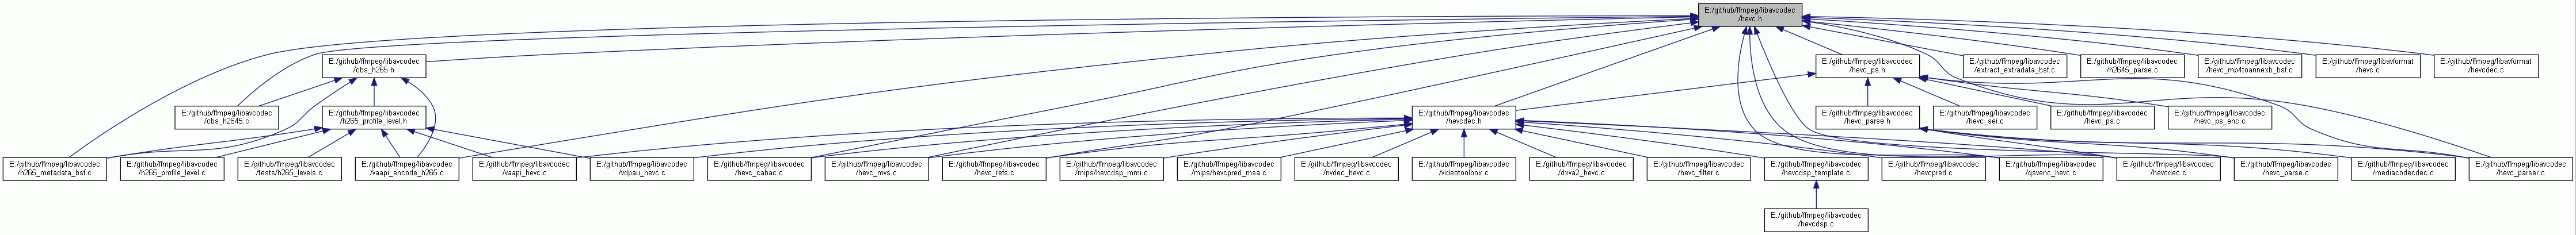 E:/github/ffmpeg/libavcodec
/hevc.h
E:/github/ffmpeg/libavcodec
/cbs_h265.h
E:/github/ffmpeg/libavcodec
/hevc_ps.h
E:/github/ffmpeg/libavcodec
/extract_extradata_bsf.c
E:/github/ffmpeg/libavcodec
/h2645_parse.c
E:/github/ffmpeg/libavcodec
/hevc_mp4toannexb_bsf.c
E:/github/ffmpeg/libavformat
/hevc.c
E:/github/ffmpeg/libavformat
/hevcdec.c
E:/github/ffmpeg/libavcodec
/cbs_h2645.c
E:/github/ffmpeg/libavcodec
/h265_profile_level.h
E:/github/ffmpeg/libavcodec
/hevcdec.h
E:/github/ffmpeg/libavcodec
/hevc_parse.h
E:/github/ffmpeg/libavcodec
/hevc_sei.c
E:/github/ffmpeg/libavcodec
/hevc_ps.c
E:/github/ffmpeg/libavcodec
/hevc_ps_enc.c
E:/github/ffmpeg/libavcodec
/h265_metadata_bsf.c
E:/github/ffmpeg/libavcodec
/h265_profile_level.c
E:/github/ffmpeg/libavcodec
/tests/h265_levels.c
E:/github/ffmpeg/libavcodec
/vaapi_encode_h265.c
E:/github/ffmpeg/libavcodec
/vaapi_hevc.c
E:/github/ffmpeg/libavcodec
/vdpau_hevc.c
E:/github/ffmpeg/libavcodec
/hevc_cabac.c
E:/github/ffmpeg/libavcodec
/hevc_mvs.c
E:/github/ffmpeg/libavcodec
/hevc_refs.c
E:/github/ffmpeg/libavcodec
/mips/hevcdsp_mmi.c
E:/github/ffmpeg/libavcodec
/mips/hevcpred_msa.c
E:/github/ffmpeg/libavcodec
/nvdec_hevc.c
E:/github/ffmpeg/libavcodec
/videotoolbox.c
E:/github/ffmpeg/libavcodec
/dxva2_hevc.c
E:/github/ffmpeg/libavcodec
/hevc_filter.c
E:/github/ffmpeg/libavcodec
/hevcdsp_template.c
E:/github/ffmpeg/libavcodec
/hevcpred.c
E:/github/ffmpeg/libavcodec
/qsvenc_hevc.c
E:/github/ffmpeg/libavcodec
/hevcdec.c
E:/github/ffmpeg/libavcodec
/hevc_parse.c
E:/github/ffmpeg/libavcodec
/mediacodecdec.c
E:/github/ffmpeg/libavcodec
/hevc_parser.c
E:/github/ffmpeg/libavcodec
/hevcdsp.c